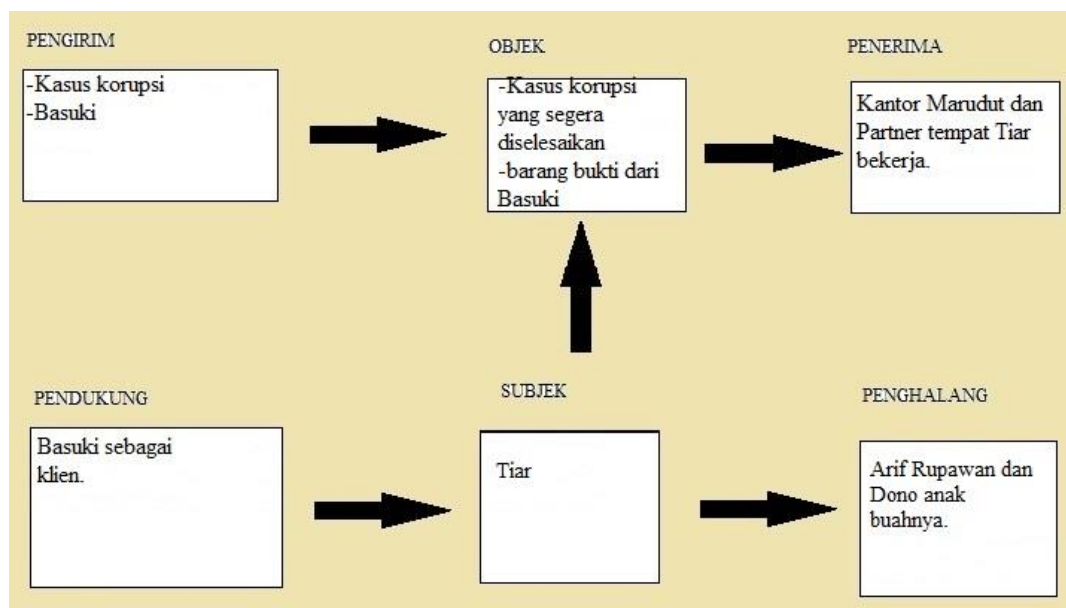 PENGIRIM
-Kasus korupsi
-Basuki
OBJEK
-Kasus korupsi
yang segera
diselesaikan
-barang bukti dari
Basuki
PENERIMA
Kantor Marudut dan
Partner tempat Tiar
bekerja.
PENDUKUNG
Basuki sebagai
klien.
SUBJEK
Tiar
PENGHALANG
Arif Rupawan dan
Dono anak
buahnya.